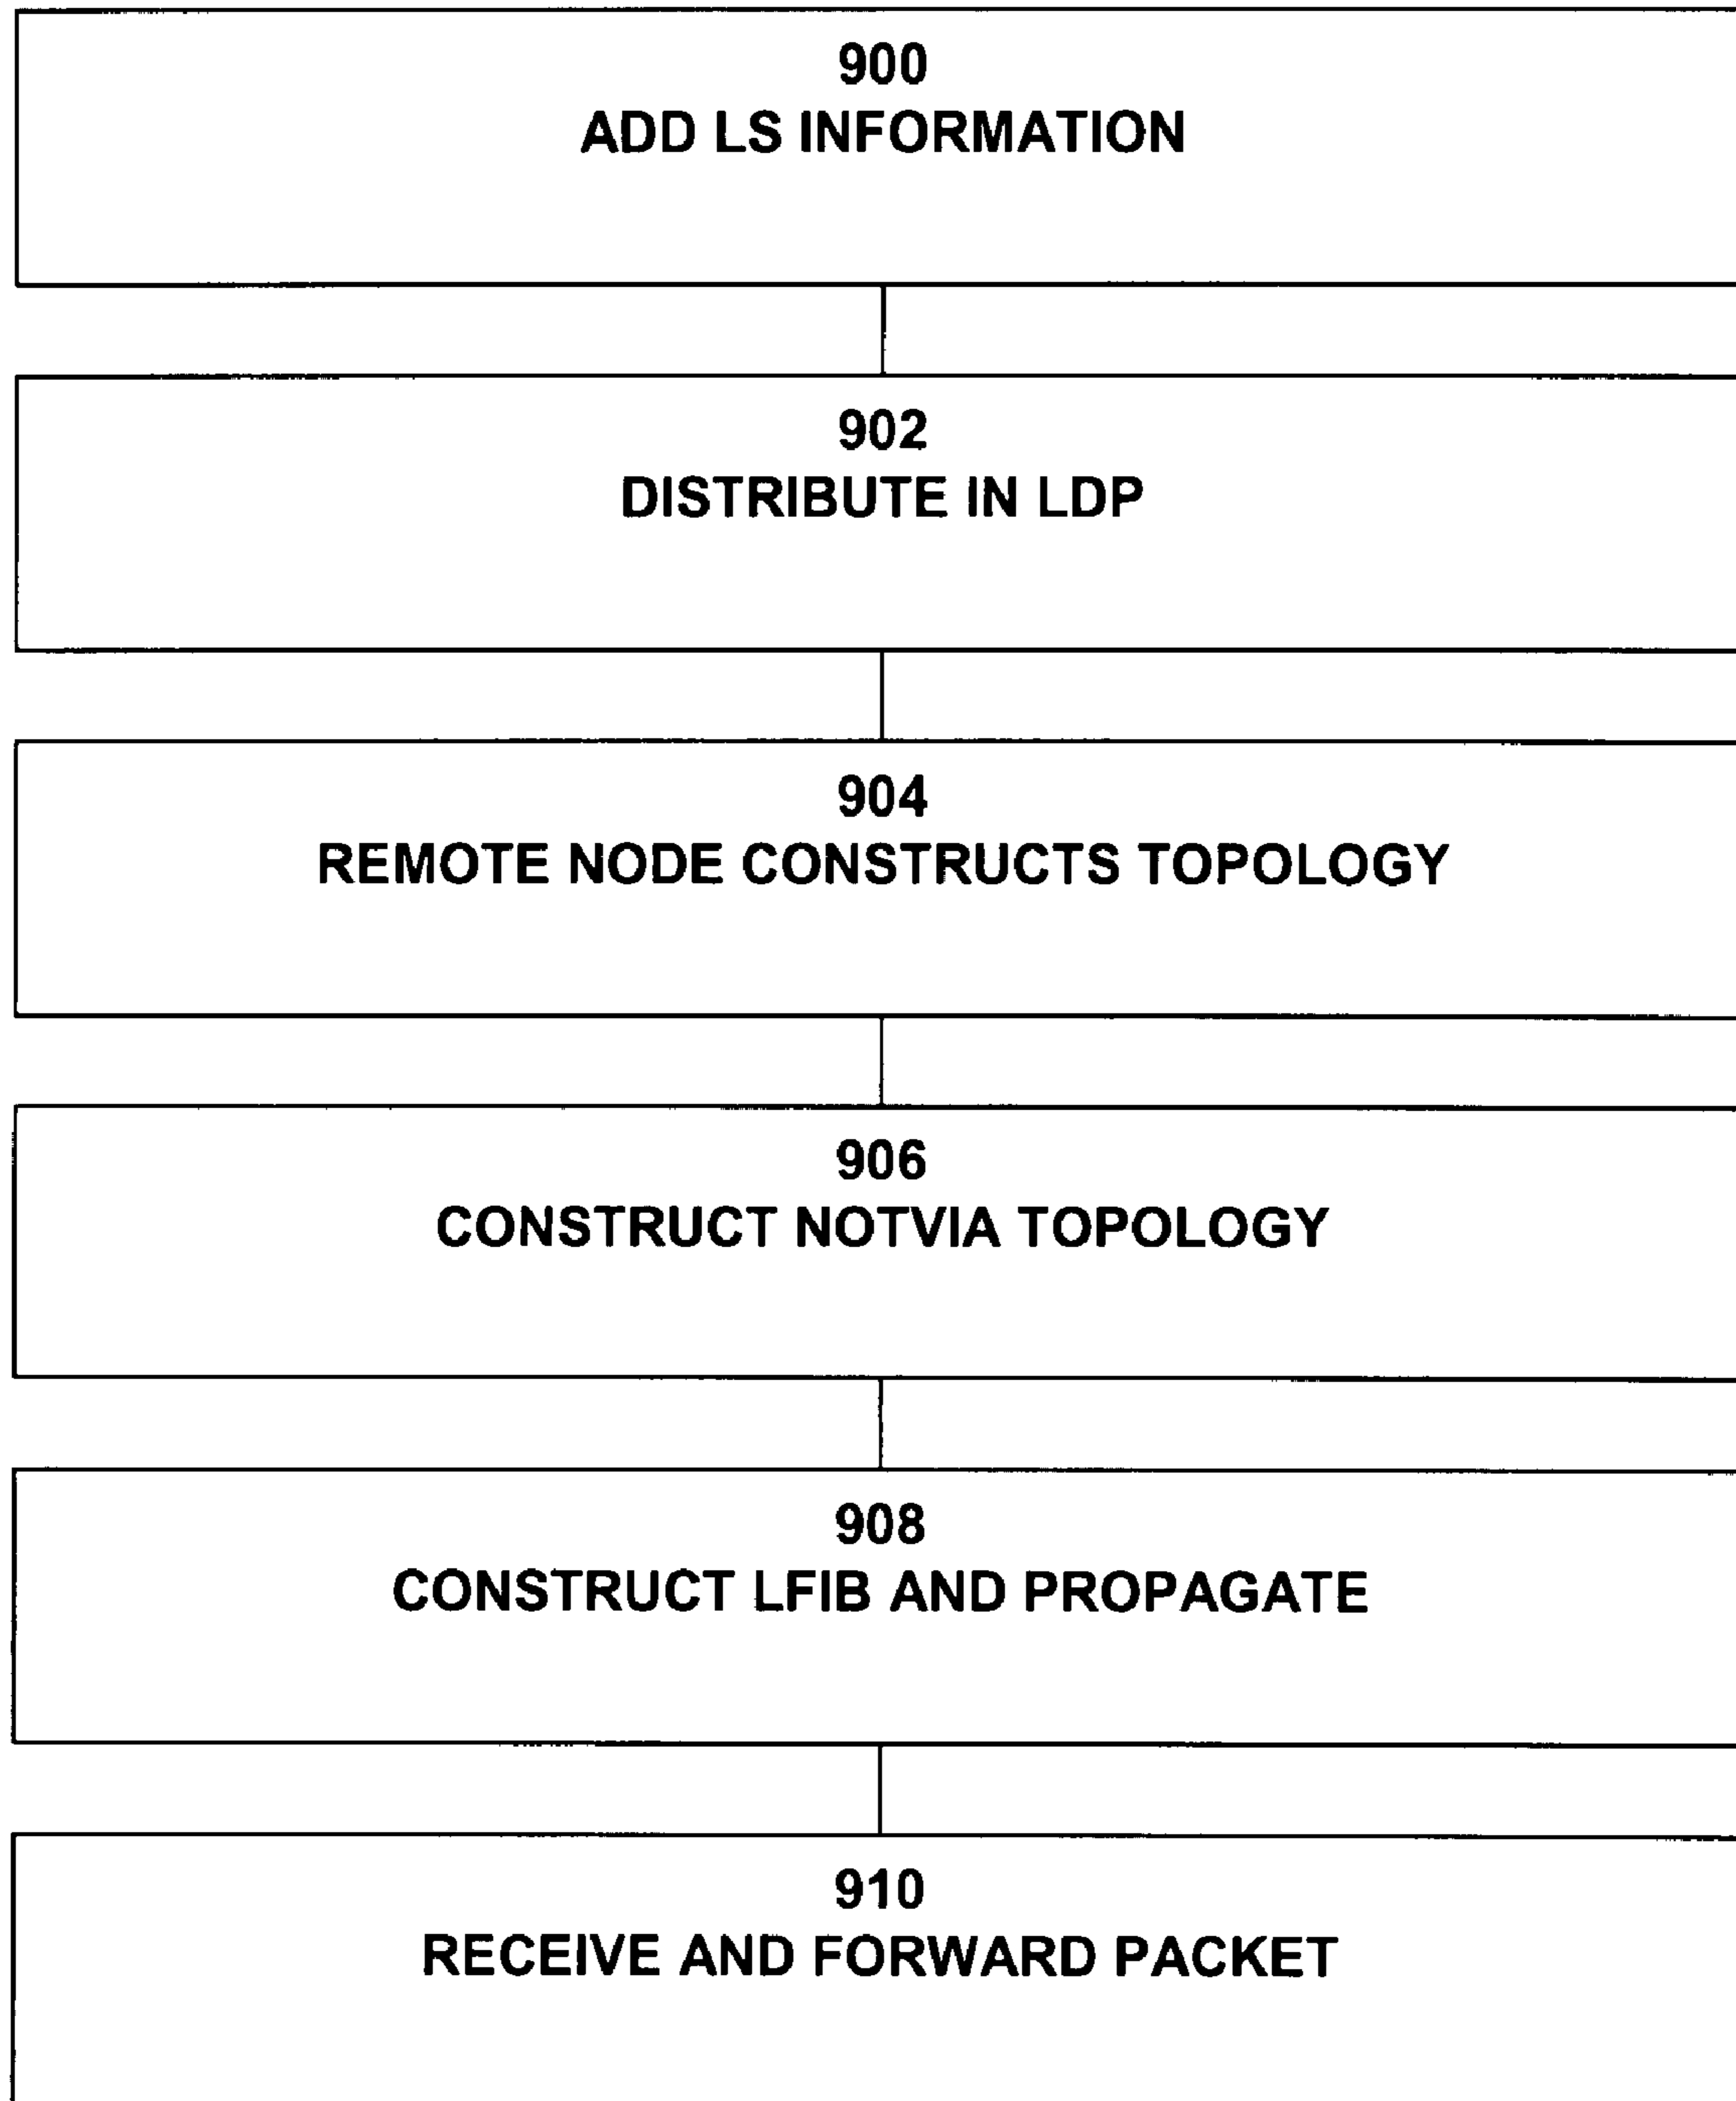 900
ADD LS INFORMATION
902
DISTRIBUTE IN LDP
904
REMOTE NODE CONSTRUCTS TOPOLOGY
906
CONSTRUCT NOTVIA TOPOLOGY
908
CONSTRUCT LFIB AND PROPAGATE
910
RECEIVE AND FORWARD PACKET